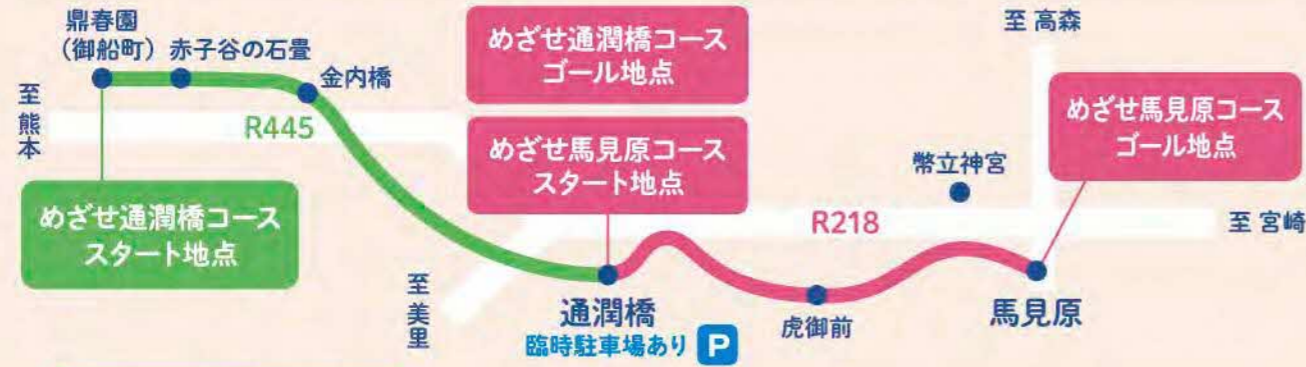 鼎春園
（御船町）
赤子谷の石畳
金内橋
至 熊本
R445
めざせ通潤橋コース
スタート地点
めざせ通潤橋コース
ゴール地点
めざせ馬見原コース
スタート地点
至 高森
めざせ馬見原コース
ゴール地点
幣立神宮
R218
至 宮崎
至 美里
通潤橋
臨時駐車場あり P
虎御前
馬見原